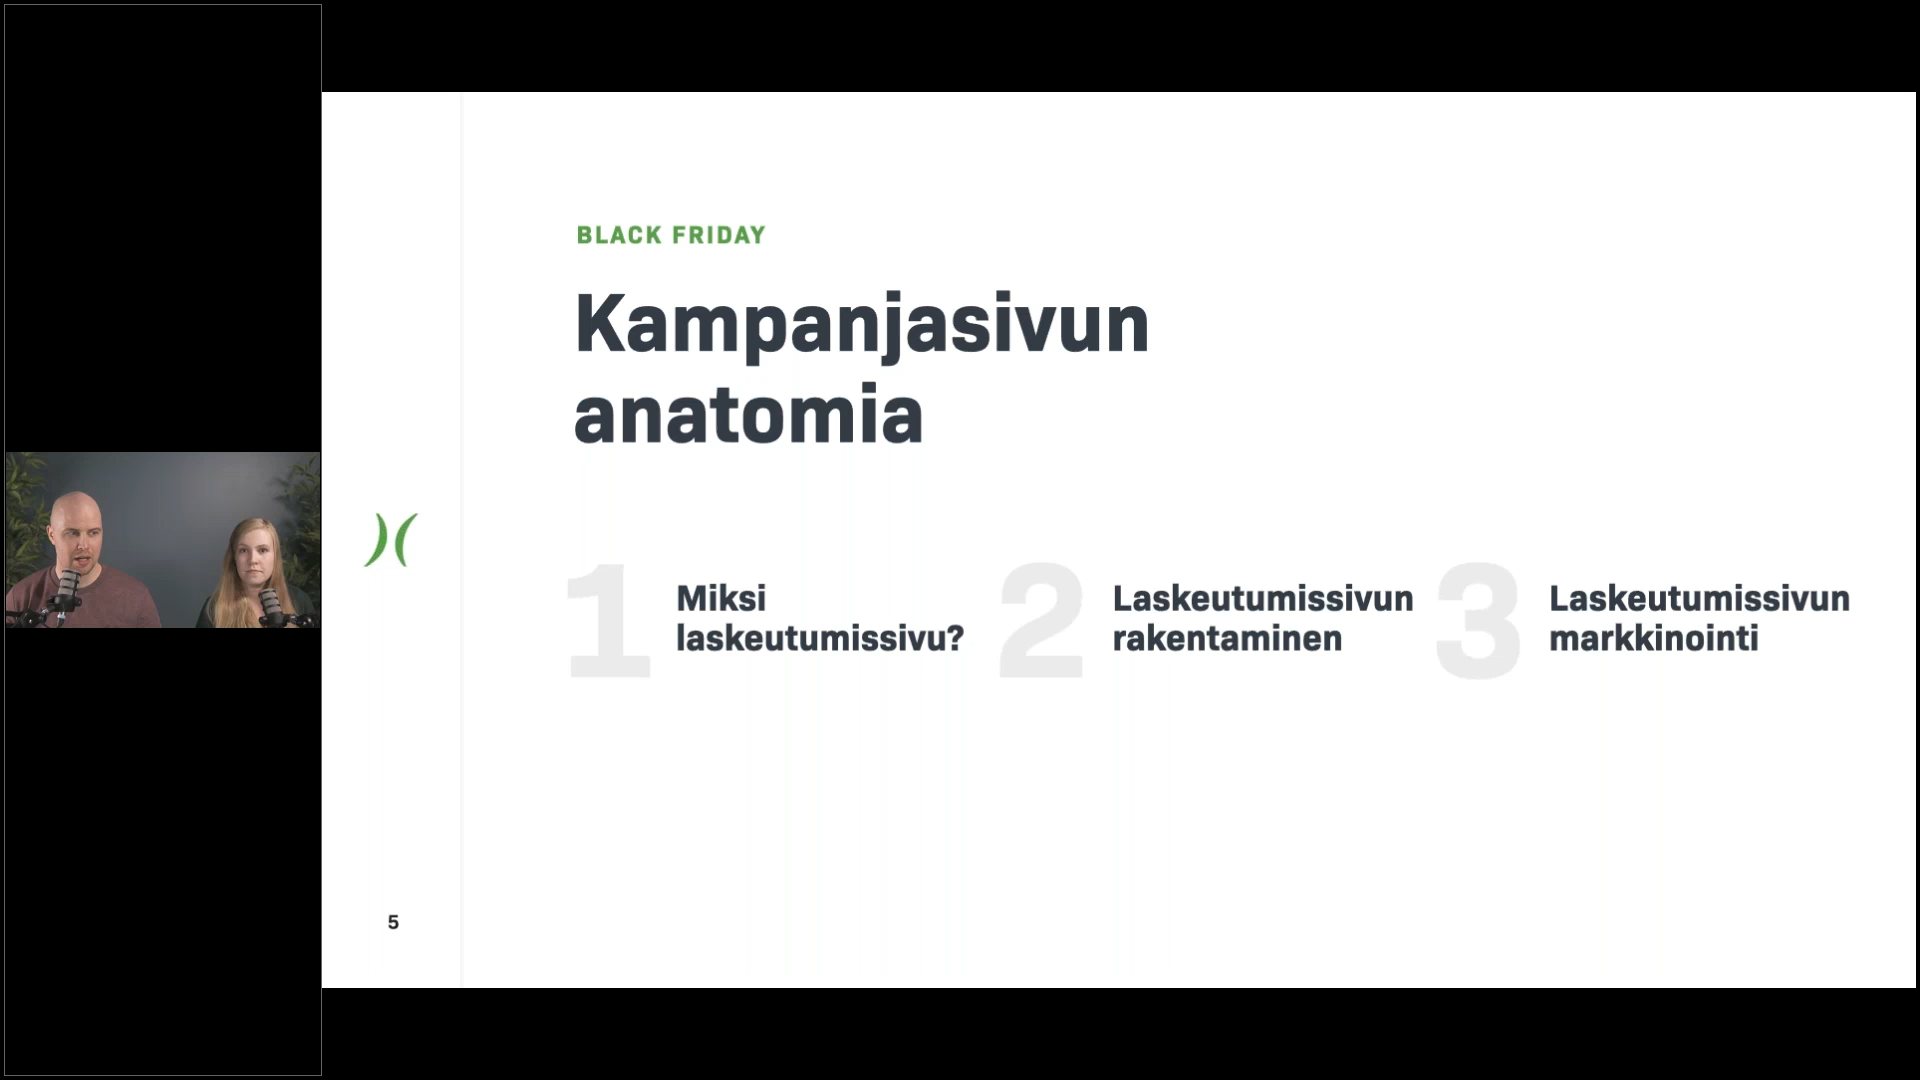 BLACK FRIDAY
Kampanjasivun
anatomia
1
Miksi
laskeutumissivu?
2
Laskeutumissivun
rakentaminen
3
Laskeutumissivun
markkinointi
5